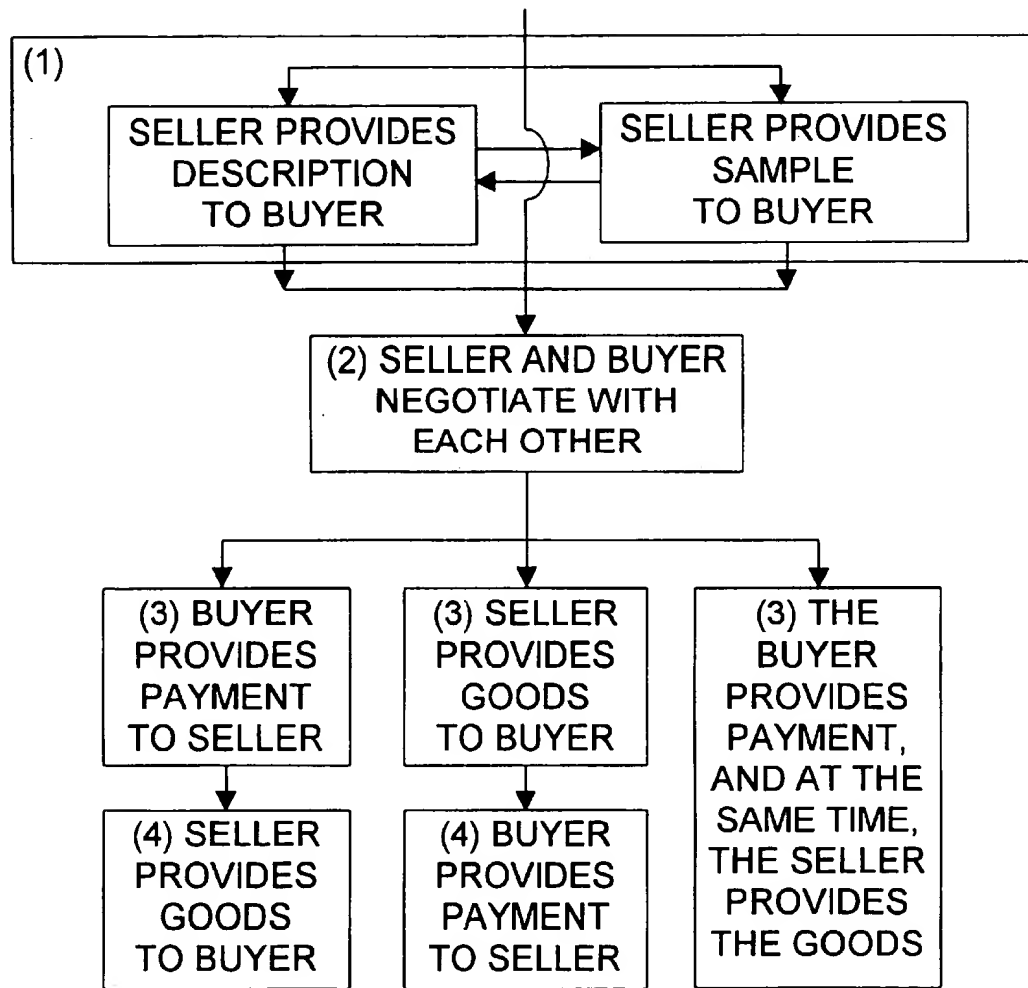 (1)
SELLER PROVIDES
DESCRIPTION
TO BUYER
SELLER PROVIDES
SAMPLE
TO BUYER
(2) SELLER AND BUYER
NEGOTIATE WITH
EACH OTHER
(3) BUYER
PROVIDES
PAYMENT
TO SELLER
(3) SELLER
PROVIDES
GOODS
TO BUYER
(3) THE
BUYER
PROVIDES
PAYMENT,
AND AT THE
SAME TIME,
THE SELLER
PROVIDES
THE GOODS
(4) SELLER
PROVIDES
GOODS
TO BUYER
(4) BUYER
PROVIDES
PAYMENT
TO SELLER